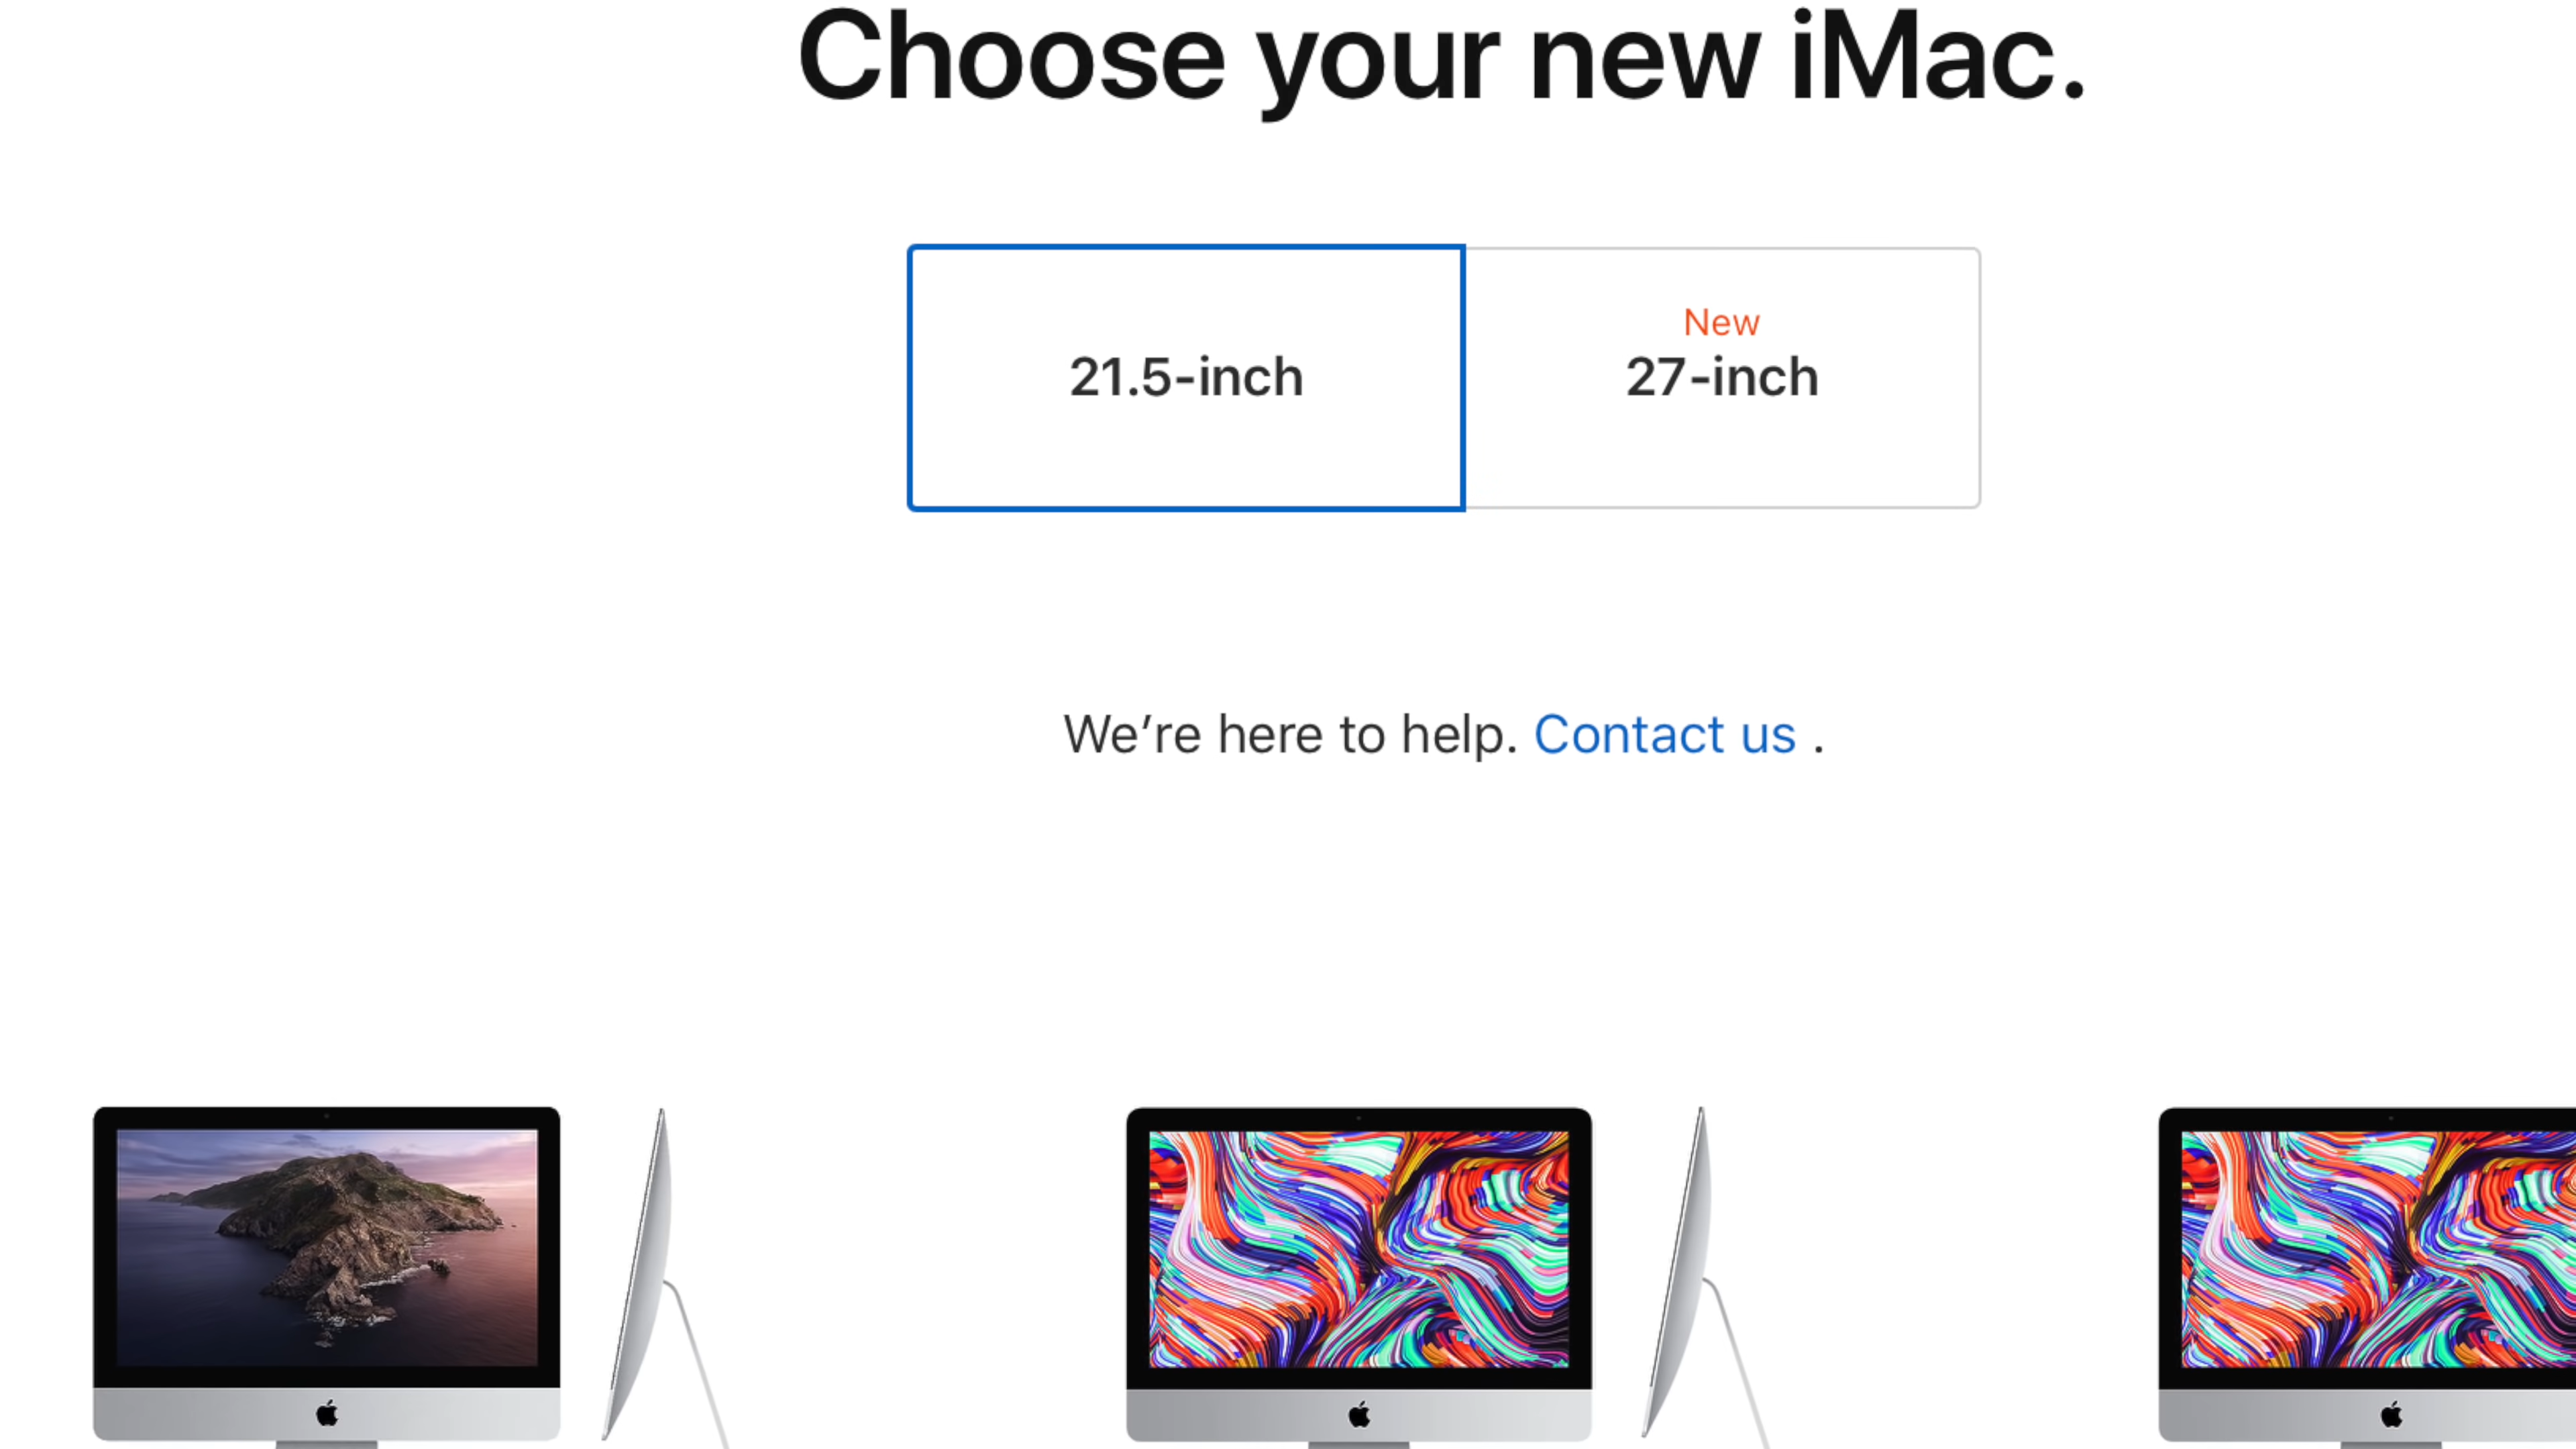 Choose your new iMac.
New
21.5-inch
27-inch
We’re here to help. Contact us .